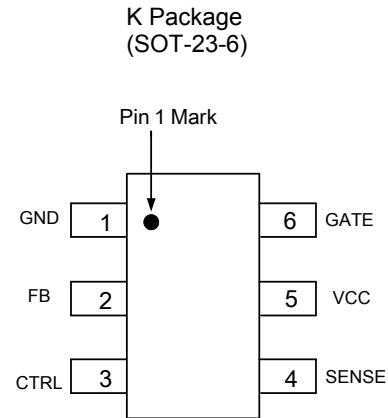 K Package
(SOT-23-6)
Pin 1 Mark
GND 1 6 GATE
FB 2 5 VCC
CTRL 3 4 SENSE